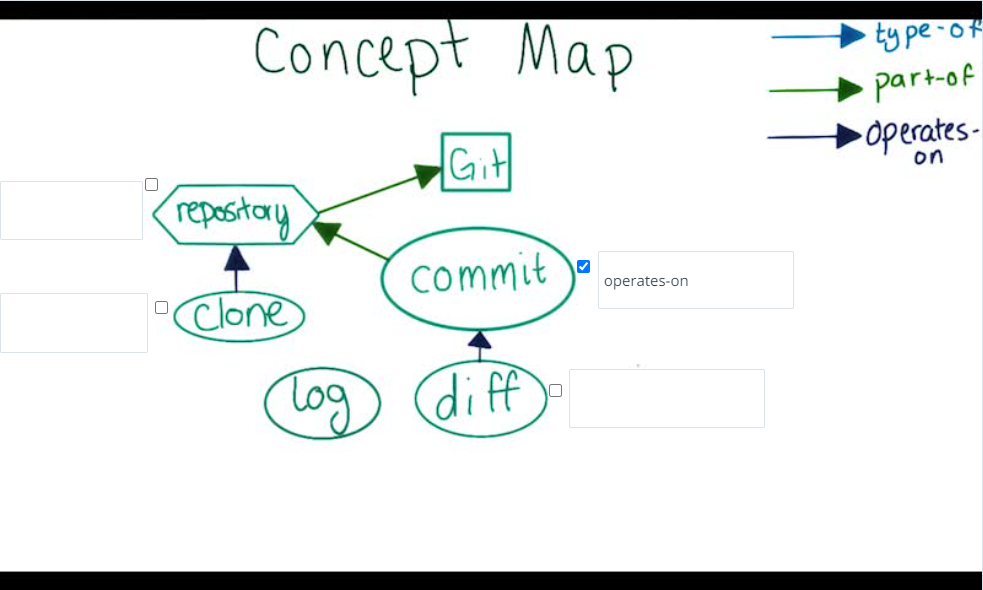 Concept Map
type-of
part-of
operates-
on
Git
repository
commit
operates-on
clone
log
diff